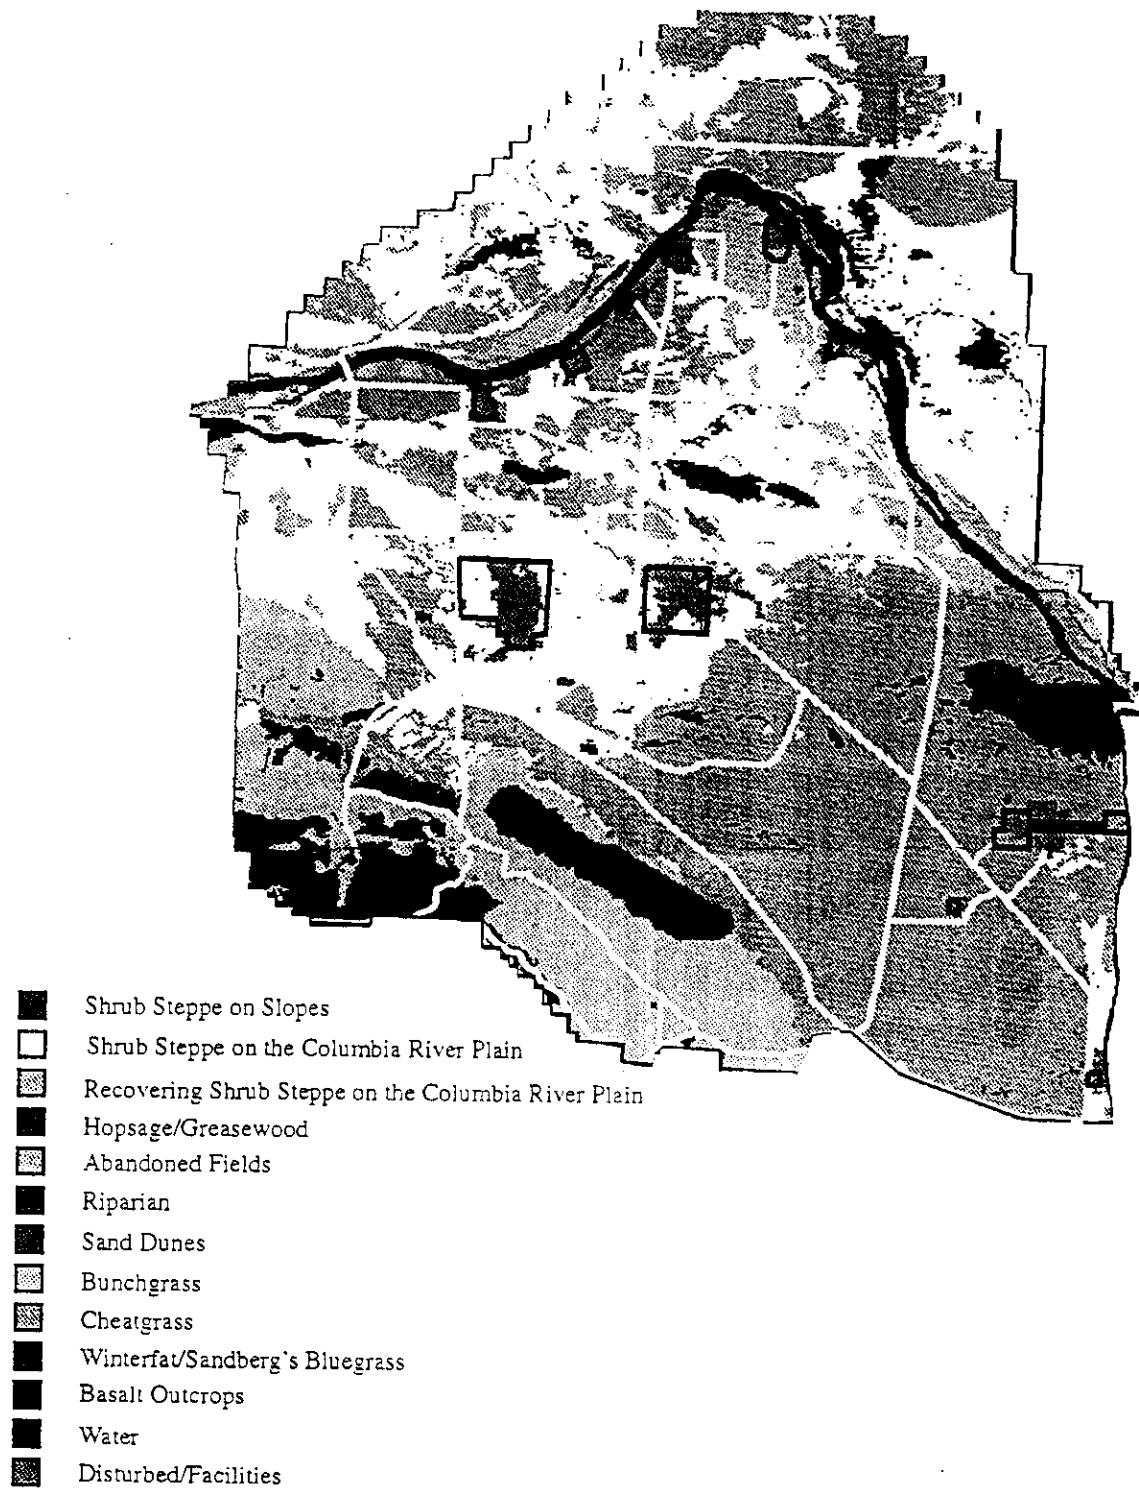 Shrub Steppe on Slopes
Shrub Steppe on the Columbia River Plain
Recovering Shrub Steppe on the Columbia River Plain
Hopsage/Greasewood
Abandoned Fields
Riparian
Sand Dunes
Bunchgrass
Cheatgrass
Winterfat/Sandberg's Bluegrass
Basalt Outcrops
Water
Disturbed/Facilities